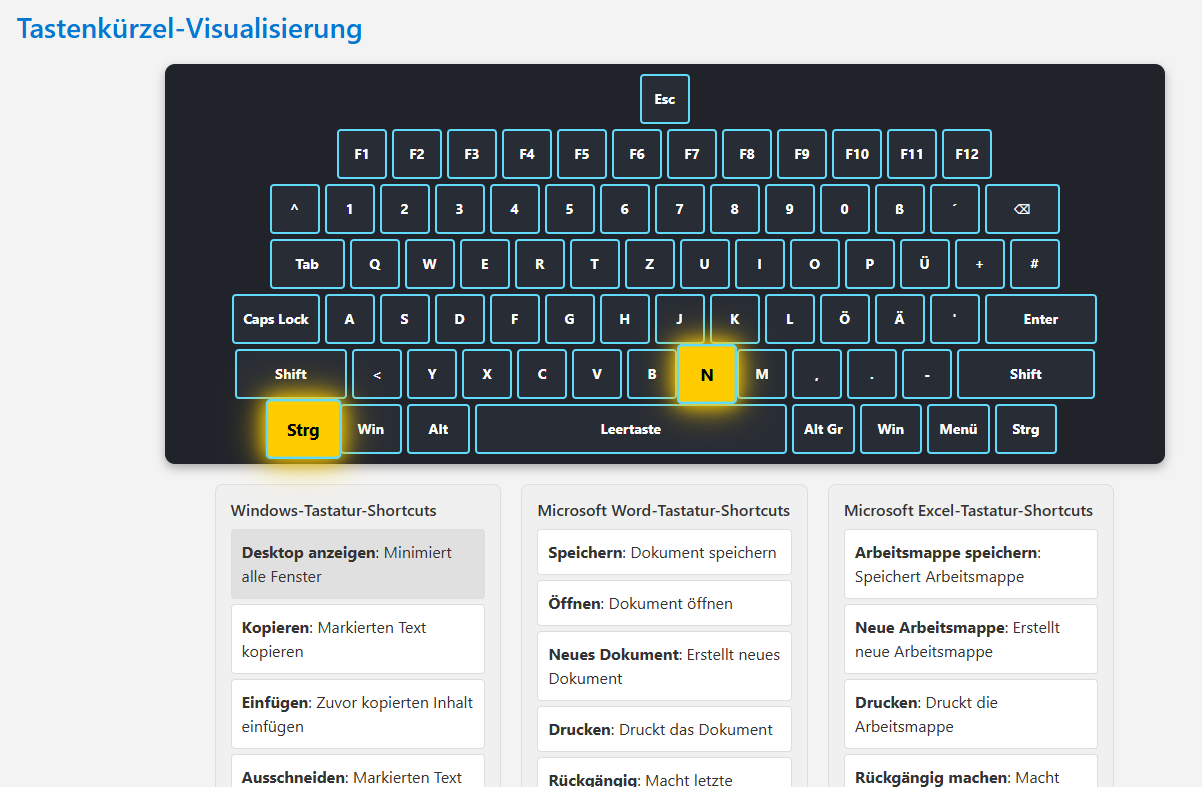 Tastenkürzel-Visualisierung
Esc
F1 F2 F3 F4 F5 F6 F7 F8 F9 F10 F11 F12
^ 1 2 3 4 5 6 7 8 9 0 ß ´ ⌫
Tab Q W E R T Z U I O P Ü + #
Caps Lock A S D F G H J K L Ö Ä ' Enter
Shift < Y X C V B N M , . - Shift
Strg Win Alt Leertaste Alt Gr Win Menü Strg
Windows-Tastatur-Shortcuts
Desktop anzeigen: Minimiert
alle Fenster
Kopieren: Markierten Text
kopieren
Einfügen: Zuvor kopierten Inhalt
einfügen
Ausschneiden: Markierten Text
Microsoft Word-Tastatur-Shortcuts
Speichern: Dokument speichern
Öffnen: Dokument öffnen
Neues Dokument: Erstellt neues
Dokument
Drucken: Druckt das Dokument
Rückgängig: Macht letzte
Microsoft Excel-Tastatur-Shortcuts
Arbeitsmappe speichern:
Speichert Arbeitsmappe
Neue Arbeitsmappe: Erstellt
neue Arbeitsmappe
Drucken: Druckt die
Arbeitsmappe
Rückgängig machen: Macht